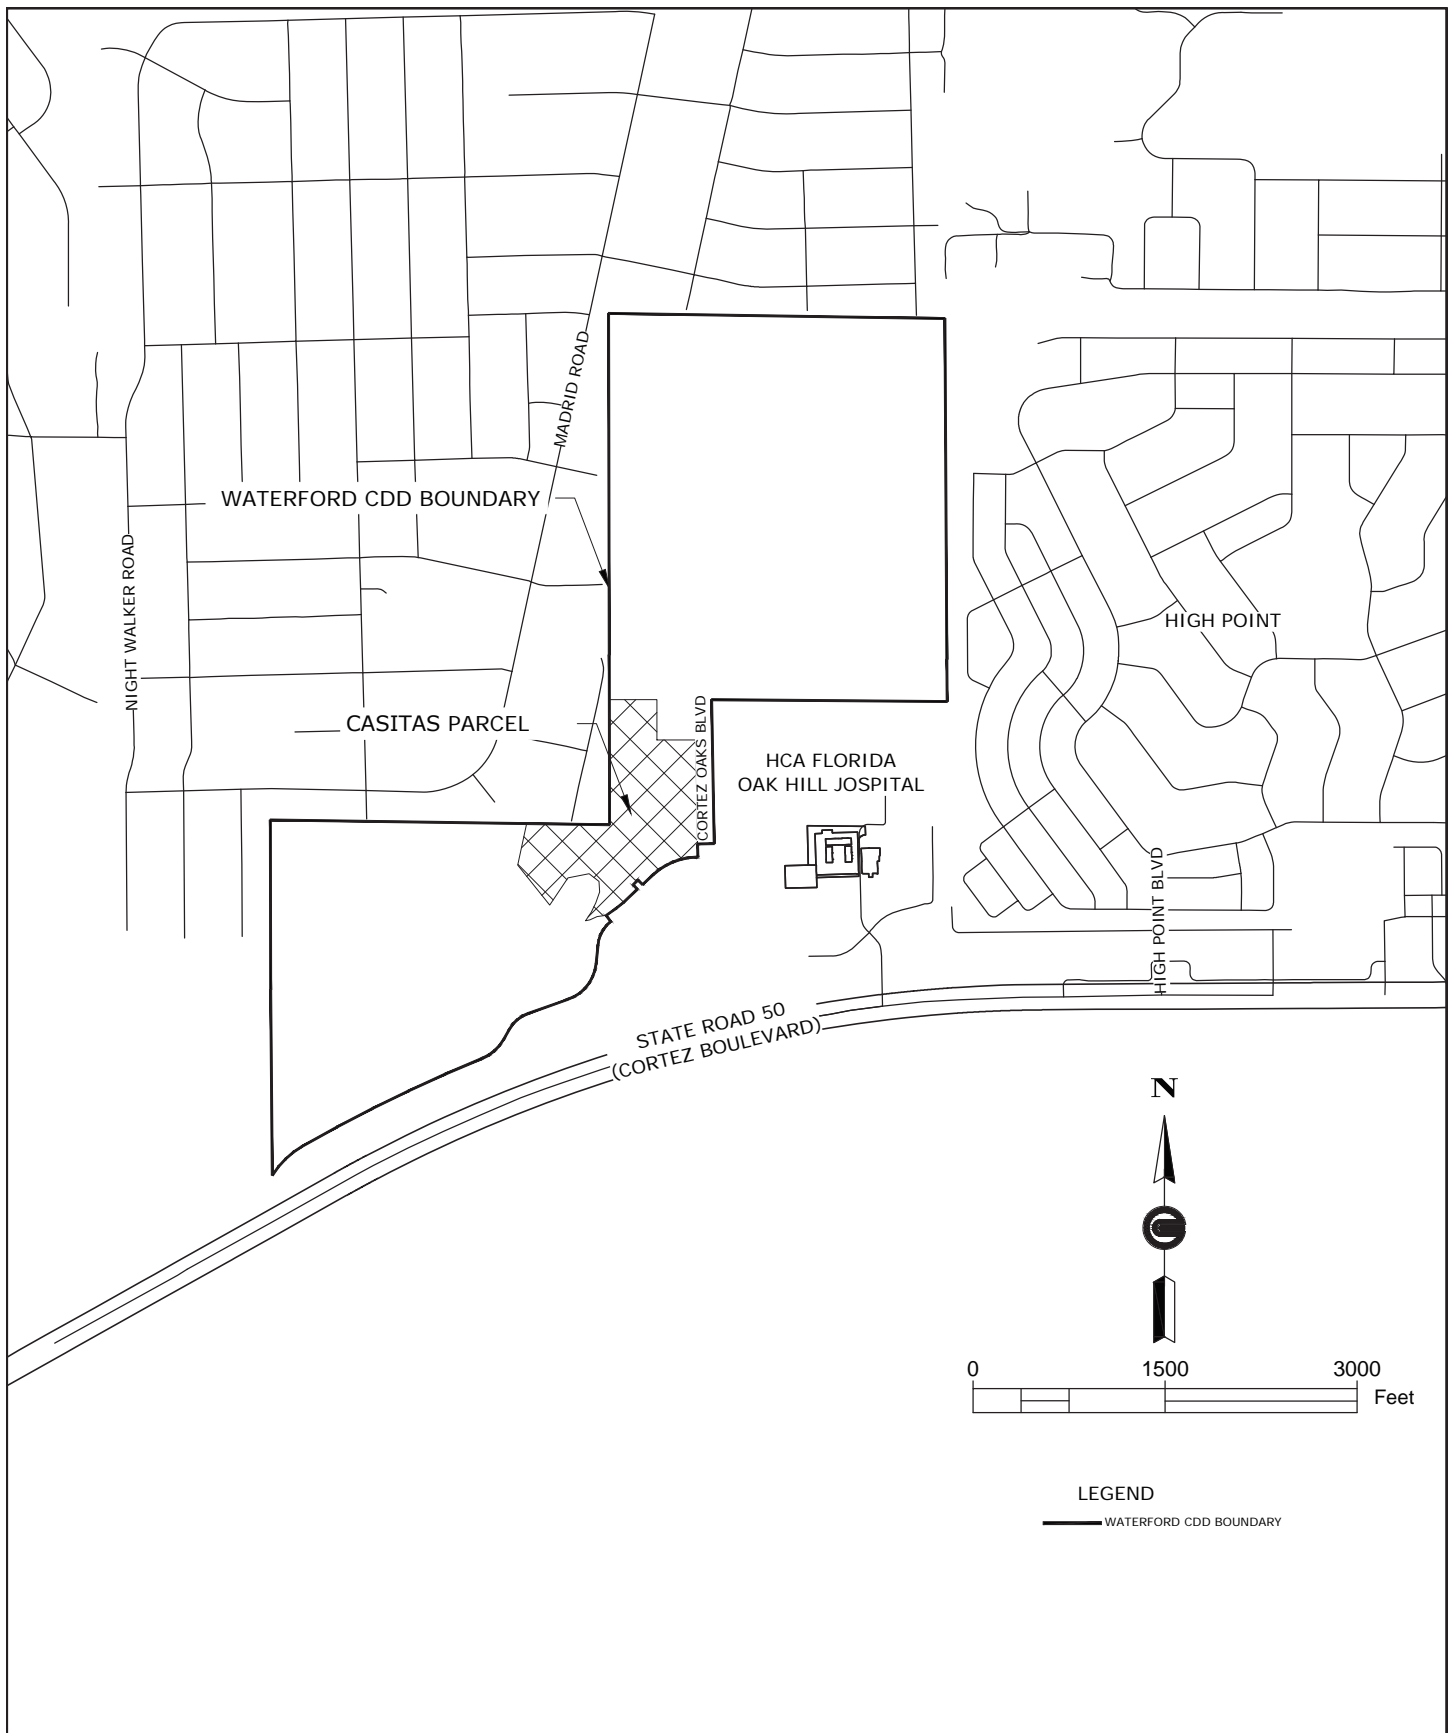 MADRID ROAD
WATERFORD CDD BOUNDARY
NIGHT WALKER ROAD
HIGH POINT
CASITAS PARCEL
CORTEZ OAKS BLVD
HCA FLORIDA
OAK HILL JOSPITAL
HIGH POINT BLVD
STATE ROAD 50
(CORTEZ BOULEVARD)
N
0 1500 3000
Feet
LEGEND
WATERFORD CDD BOUNDARY